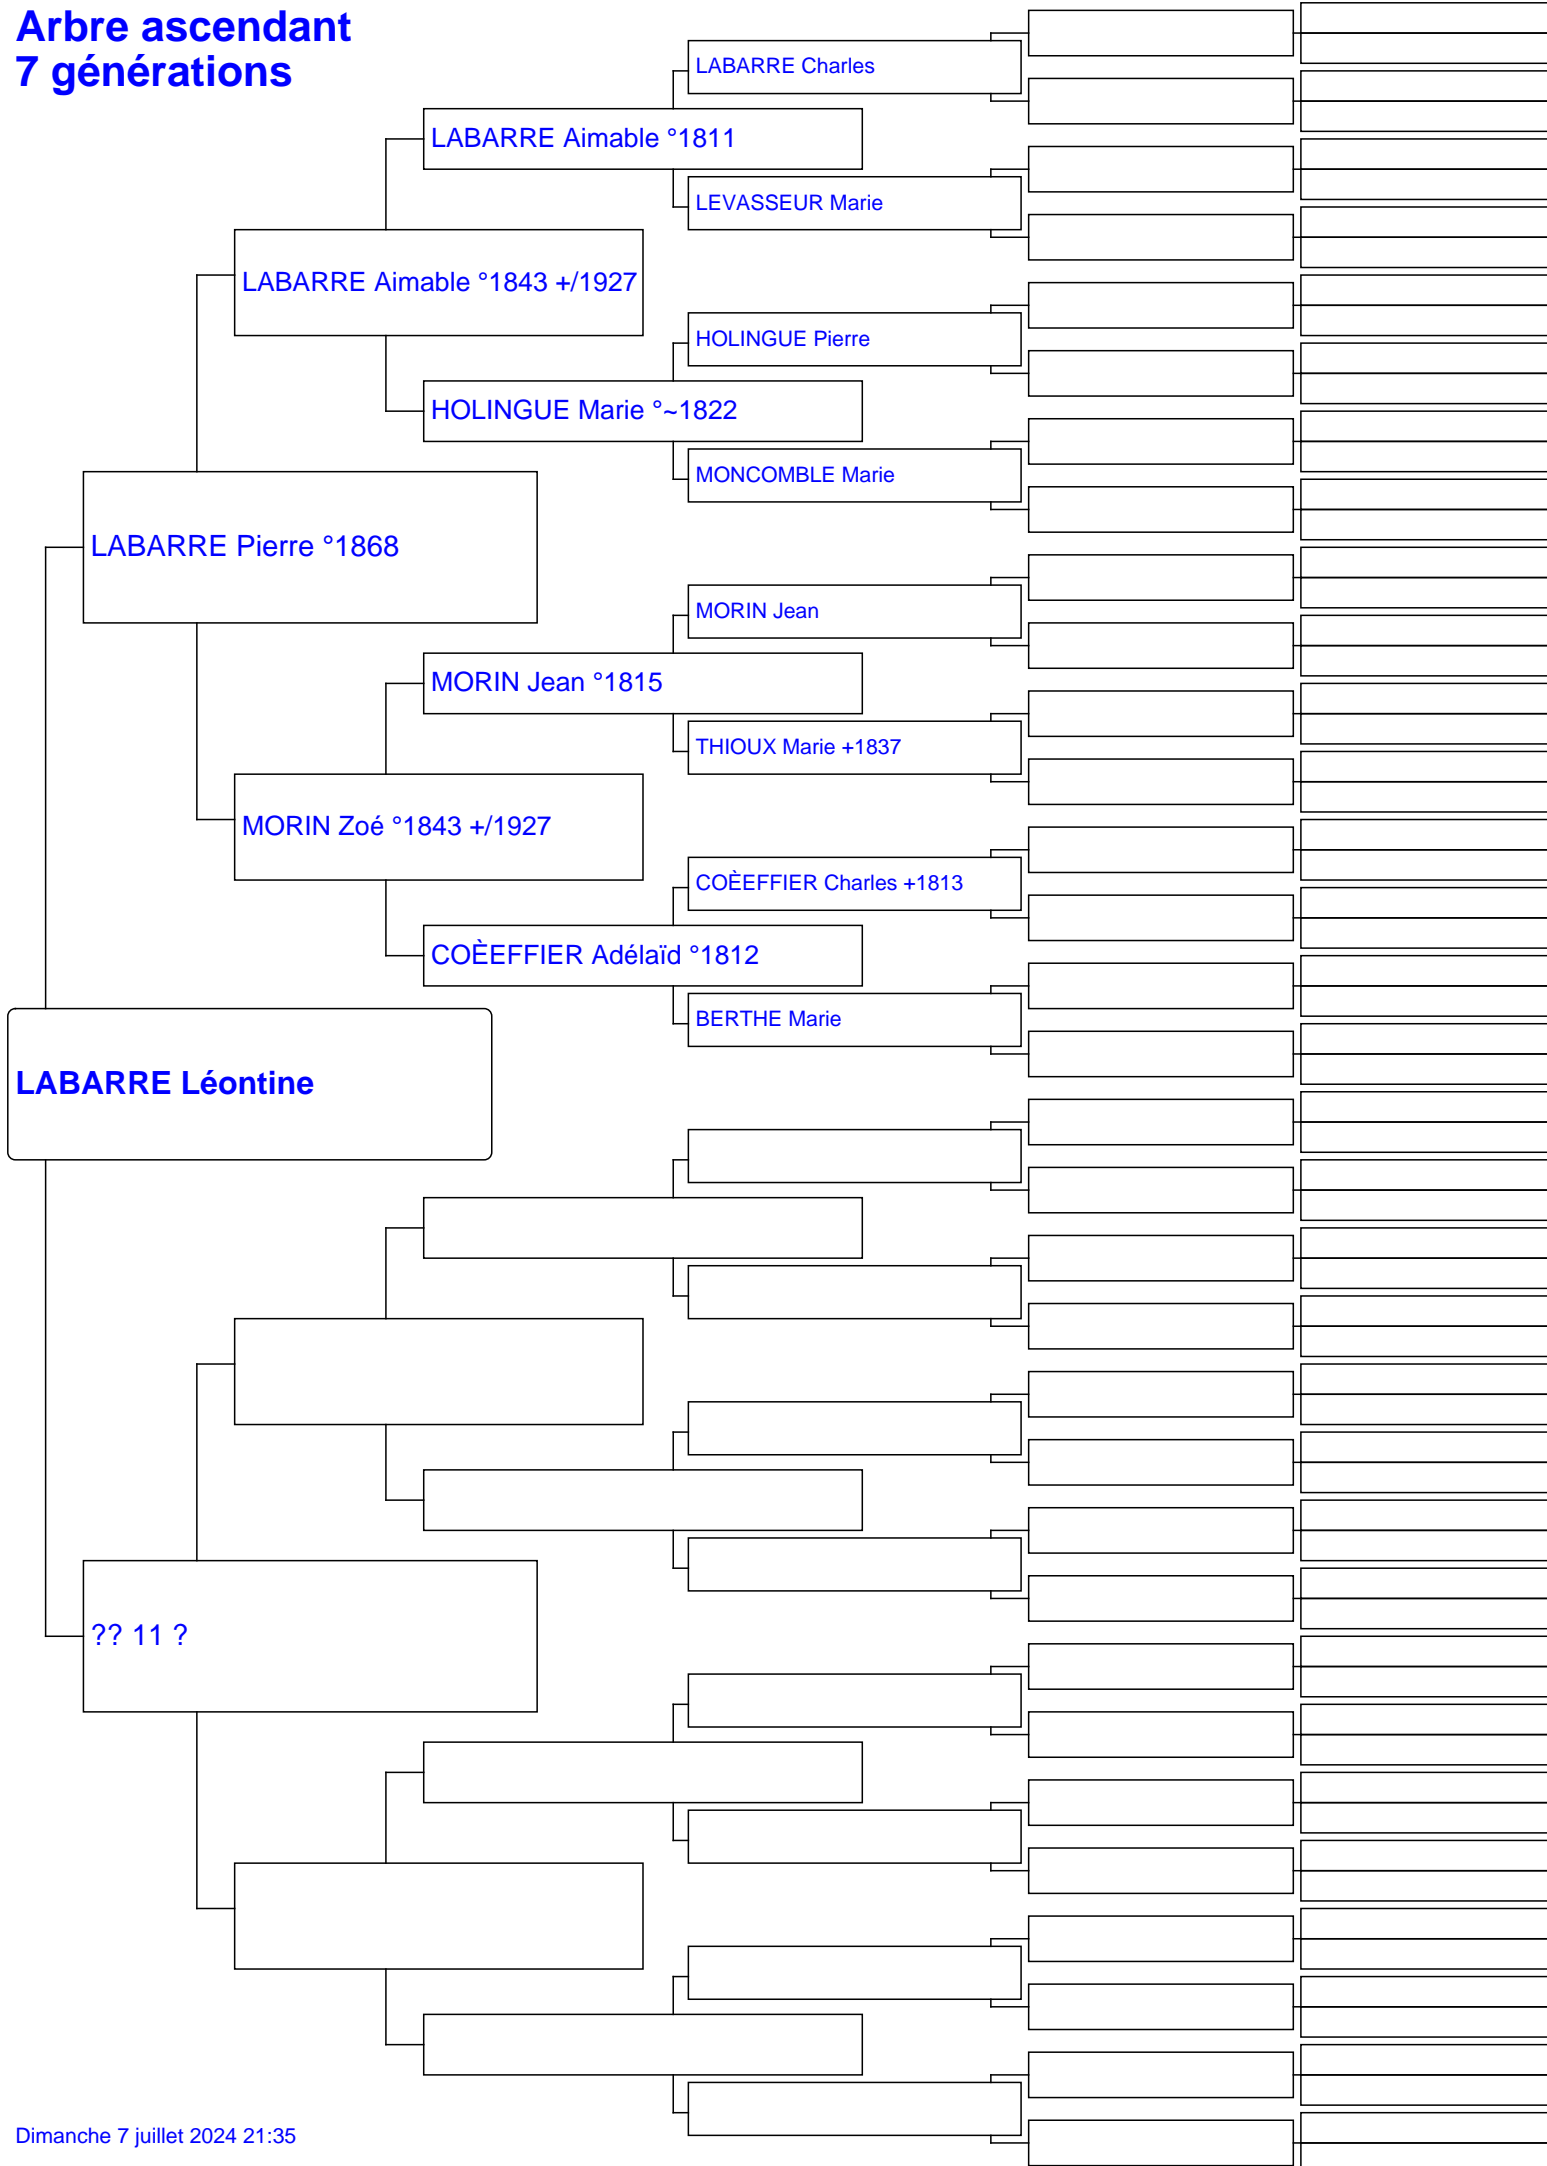 Arbre ascendant
7 générations
LABARRE Charles
LABARRE Aimable °1811
LEVASSEUR Marie
LABARRE Aimable °1843 +/1927
HOLINGUE Pierre
HOLINGUE Marie °~1822
MONCOMBLE Marie
LABARRE Pierre °1868
MORIN Jean
MORIN Jean °1815
THIOUX Marie +1837
MORIN Zoé °1843 +/1927
COÈEFFIER Charles +1813
COÈEFFIER Adélaïd °1812
BERTHE Marie
LABARRE Léontine
?? 11 ?
Dimanche 7 juillet 2024 21:35